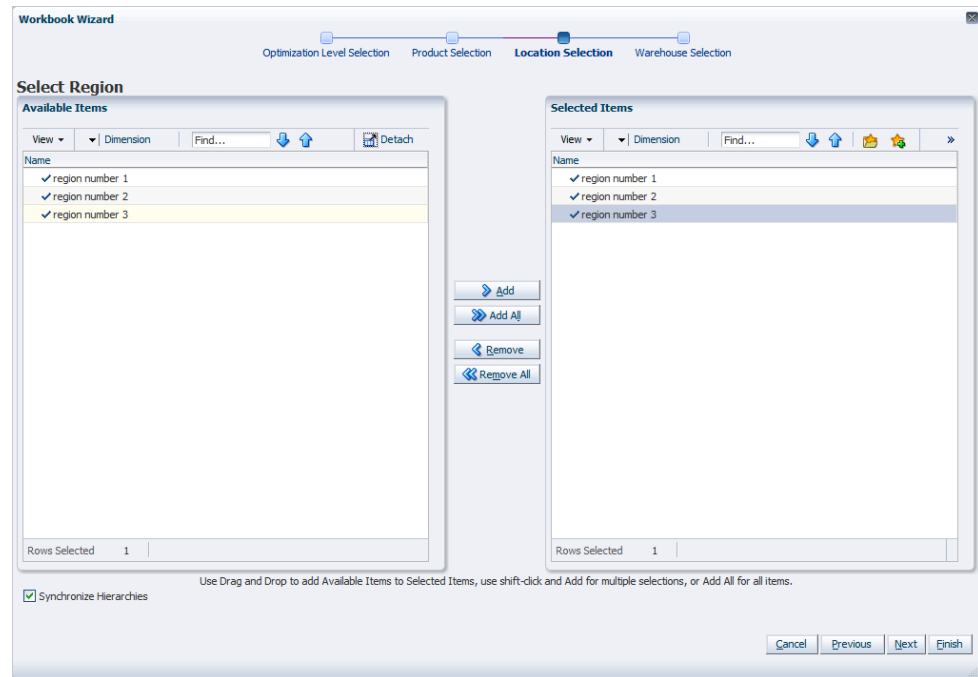 Workbook Wizard
Optimization Level Selection Product Selection Location Selection Warehouse Selection
Select Region
Available Items
View Dimension Find... Detach
Name
region number 1
region number 2
region number 3
Rows Selected 1
Add
Add All
Remove
Remove All
Selected Items
View Dimension Find... »
Name
region number 1
region number 2
region number 3
Rows Selected 1
Use Drag and Drop to add Available Items to Selected Items, use shift-click and Add for multiple selections, or Add All for all items.
Synchronize Hierarchies
Cancel Previous Next Finish